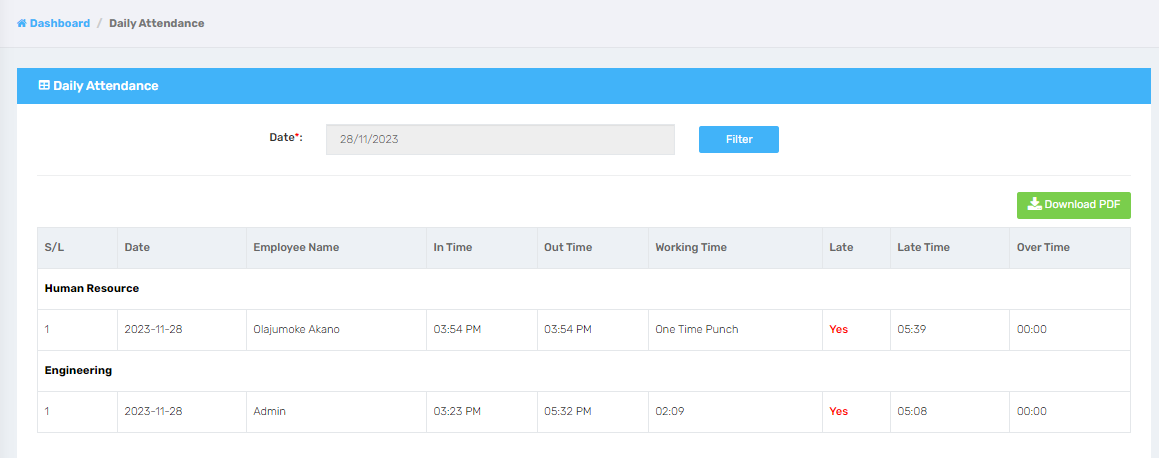 Dashboard / Daily Attendance
Daily Attendance
Date*: 28/11/2023 Filter
Download PDF
S/L Date Employee Name In Time Out Time Working Time Late Late Time Over Time
Human Resource
1 2023-11-28 Olajumoke Akano 03:54 PM 03:54 PM One Time Punch Yes 05:39 00:00
Engineering
1 2023-11-28 Admin 03:23 PM 05:32 PM 02:09 Yes 05:08 00:00